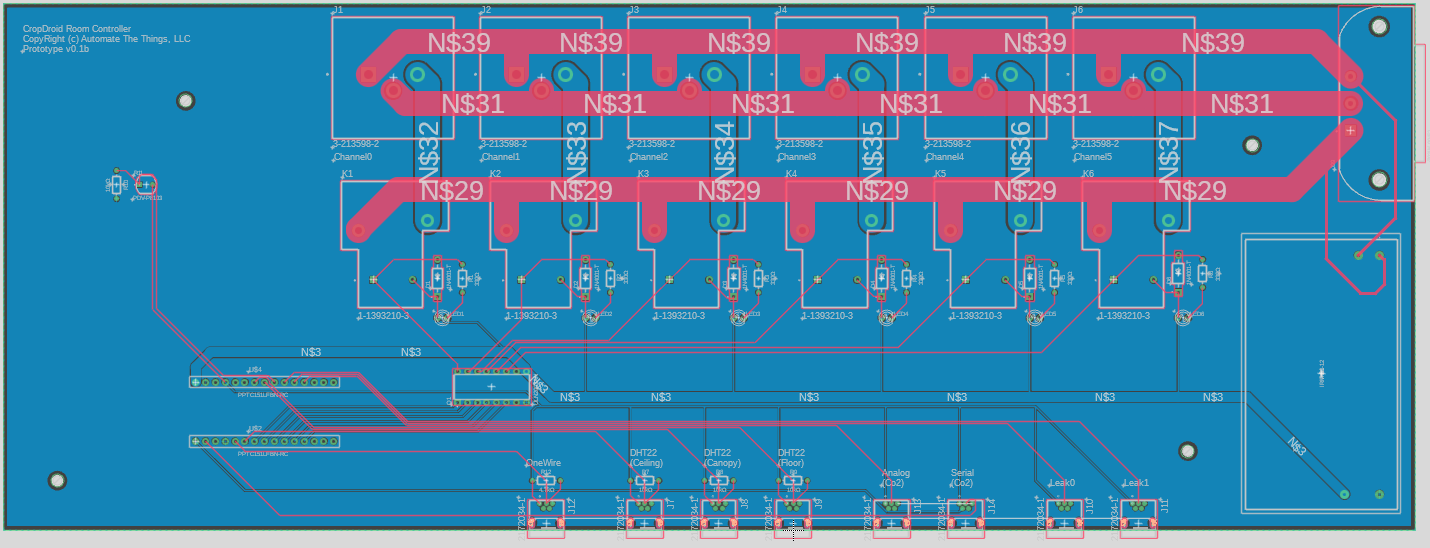 J1 J2 J3 J4 J5 J6
CropDroid Room Controller
CopyRight (c) Automate The Things, LLC
Prototype v0.1b
N$39 N$39 N$39 N$39 N$39 N$39
N$31 N$31 N$31 N$31 N$31 N$31
N$32 N$33 N$34 N$35 N$36 N$37
3-213598-2 3-213598-2 3-213598-2 3-213598-2 3-213598-2 3-213598-2
Channel0 Channel1 Channel2 Channel3 Channel4 Channel5
K1 K2 K3 K4 K5 K6
N$29 N$29 N$29 N$29 N$29 N$29
1-1393210-3 1-1393210-3 1-1393210-3 1-1393210-3 1-1393210-3 1-1393210-3
LED1 LED2 LED3 LED4 LED5 LED6
N$3 N$3
U$4
PPTC151LFBN-RC
N$3
N$3 N$3 N$3 N$3 N$3 N$3
U$2
PPTC151LFBN-RC
N$3
OneWire
DHT22
(Ceiling)
DHT22
(Canopy)
DHT22
(Floor)
Analog
(Co2)
Serial
(Co2)
Leak0
Leak1
J12 J7 J8 J9 J13 J14 J10 J11